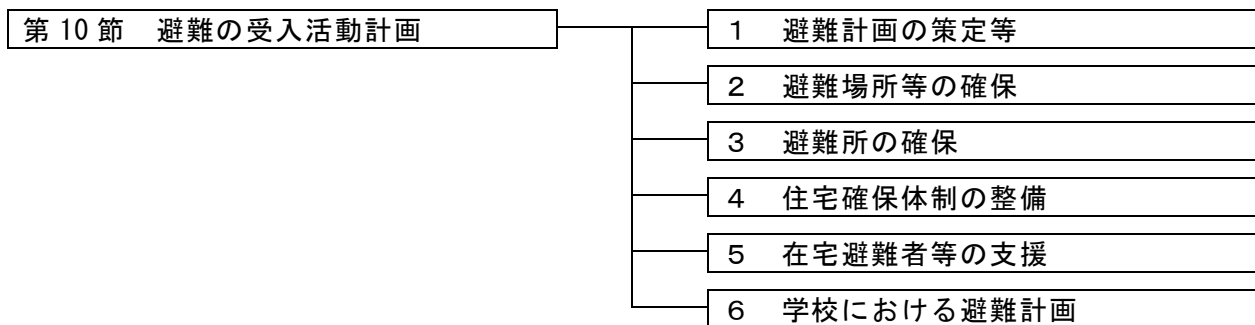 第 10 節　避難の受入活動計画
１　避難計画の策定等
２　避難場所等の確保
３　避難所の確保
４　住宅確保体制の整備
５　在宅避難者等の支援
６　学校における避難計画